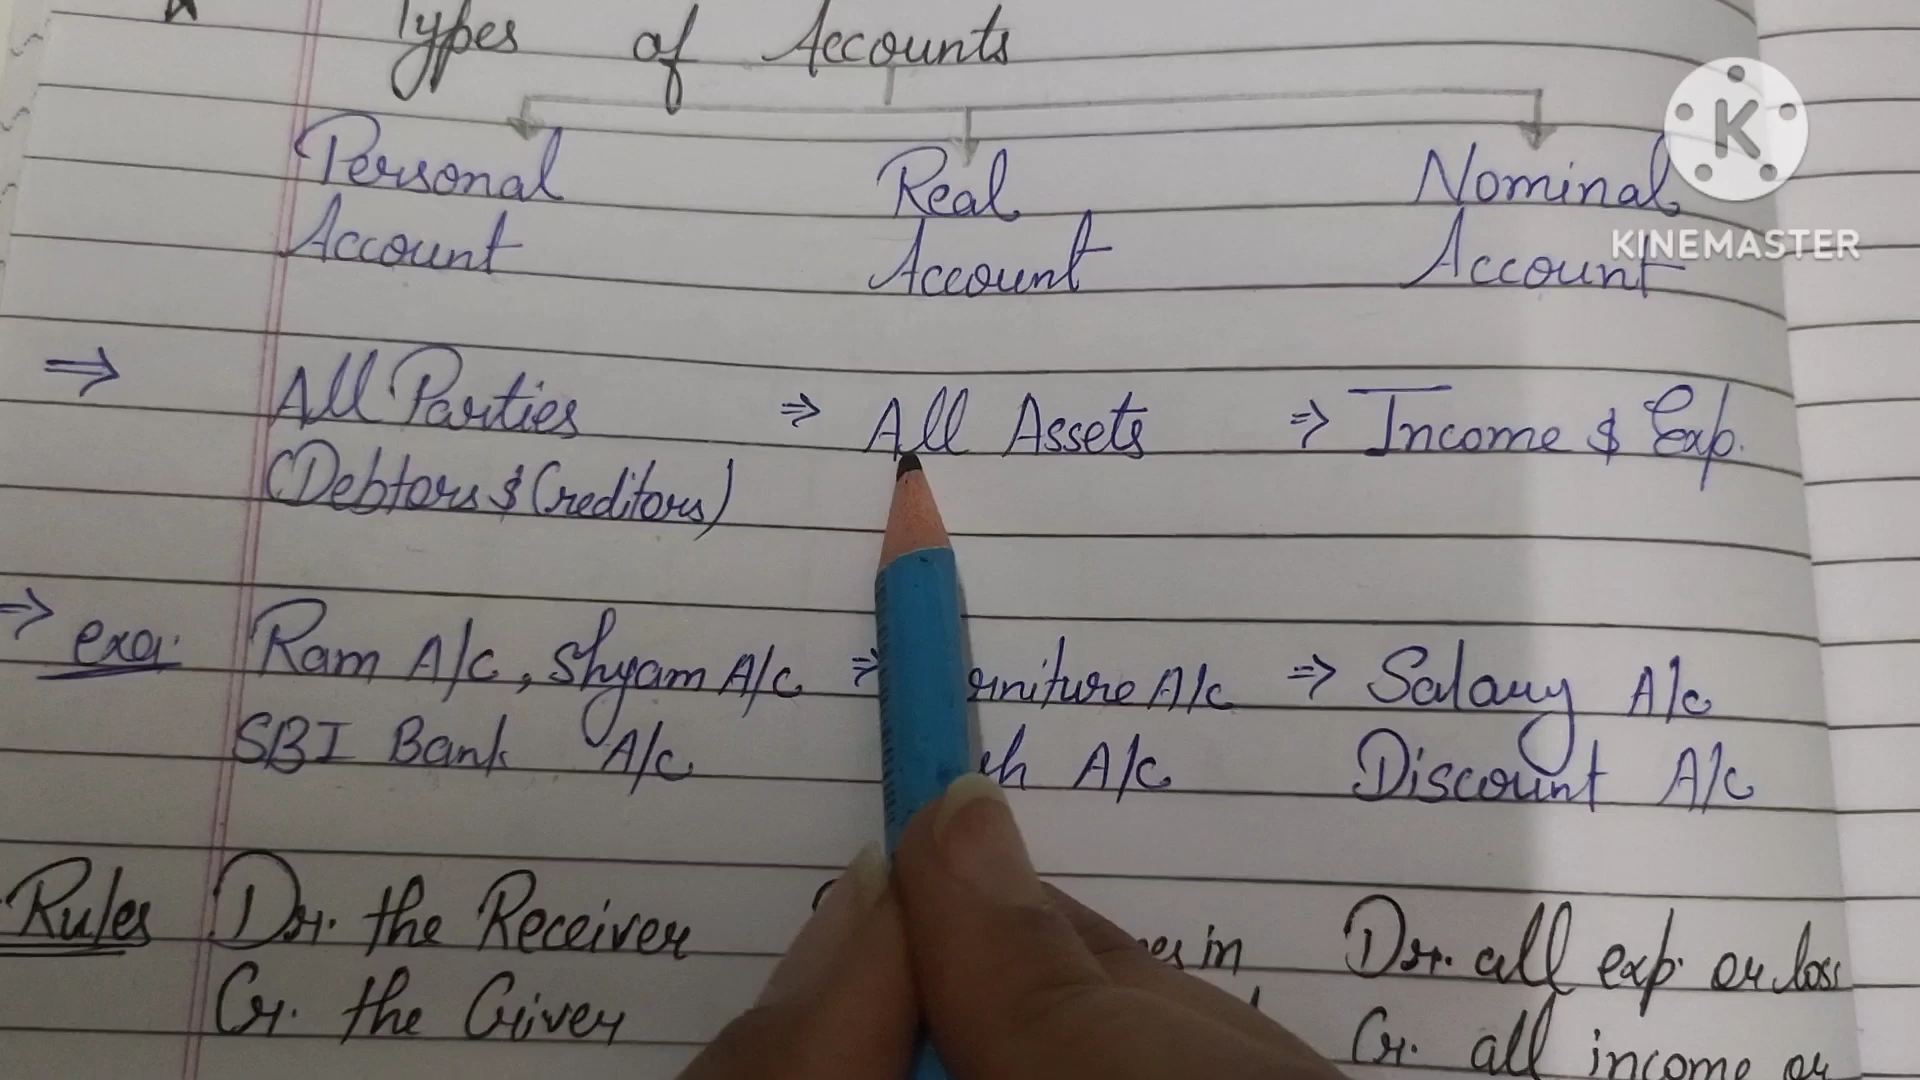 Types of Accounts
Personal Account
Real Account
Nominal Account
KINEMASTER
⇒ All Parties ⇒ All Assets ⇒ Income & Exp.
(Debtors & Creditors)
⇒ exa. Ram A/c, Shyam A/c ⇒ A/c ⇒ Salary A/c
SBI Bank A/c A/c Discount A/c
Rules Dr. the Receiver in Dr. all exp. or loss
Cr. the Giver Cr. all income or